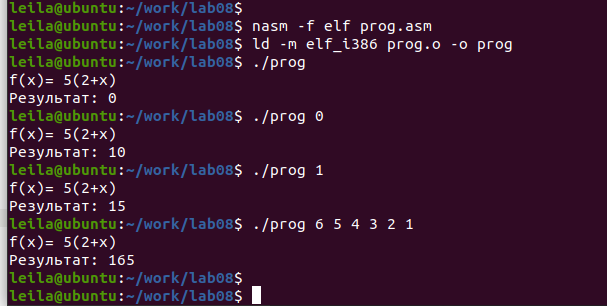 leila@ubuntu:~/work/lab08$
leila@ubuntu:~/work/lab08$ nasm -f elf prog.asm
leila@ubuntu:~/work/lab08$ ld -m elf_i386 prog.o -o prog
leila@ubuntu:~/work/lab08$ ./prog
f(x)= 5(2+x)
Результат: 0
leila@ubuntu:~/work/lab08$ ./prog 0
f(x)= 5(2+x)
Результат: 10
leila@ubuntu:~/work/lab08$ ./prog 1
f(x)= 5(2+x)
Результат: 15
leila@ubuntu:~/work/lab08$ ./prog 6 5 4 3 2 1
f(x)= 5(2+x)
Результат: 165
leila@ubuntu:~/work/lab08$
leila@ubuntu:~/work/lab08$